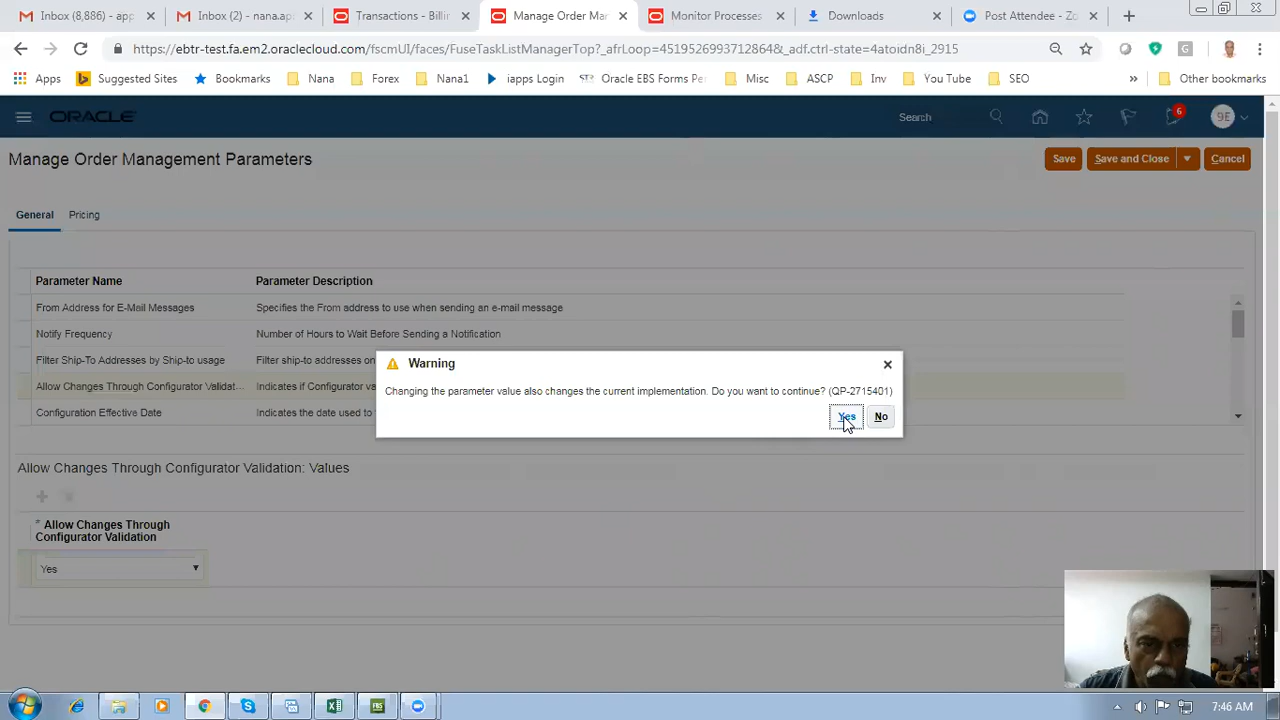 Inbox (8,886) - app
Inbox (2) - nana.ap
Transactions - Billin
Manage Order Man
Monitor Processes
Downloads
Post Attendee - Zo
https://ebtr-test.fa.em2.oraclecloud.com/fscmUI/faces/FuseTaskListManagerTop?_afrLoop=4519526993712864&_adf.ctrl-state=4atoidn8i_2915
Apps
Suggested Sites
Bookmarks
Nana
Forex
Nana1
iapps Login
Oracle EBS Forms Pe
Misc
ASCP
Inv
You Tube
SEO
»
Other bookmarks
ORACLE
Search
6
9E
Manage Order Management Parameters
Save
Save and Close
Cancel
General
Pricing
Parameter Name
Parameter Description
From Address for E-Mail Messages
Specifies the From address to use when sending an e-mail message
Notify Frequency
Number of Hours to Wait Before Sending a Notification
Filter Ship-To Addresses by Ship-to usage
Filter ship-to addresses on
Allow Changes Through Configurator Validat...
Indicates if Configurator va
Configuration Effective Date
Indicates the date used to
Warning
Changing the parameter value also changes the current implementation. Do you want to continue? (QP-2715401)
Yes
No
Allow Changes Through Configurator Validation: Values
* Allow Changes Through
Configurator Validation
Yes
7:46 AM